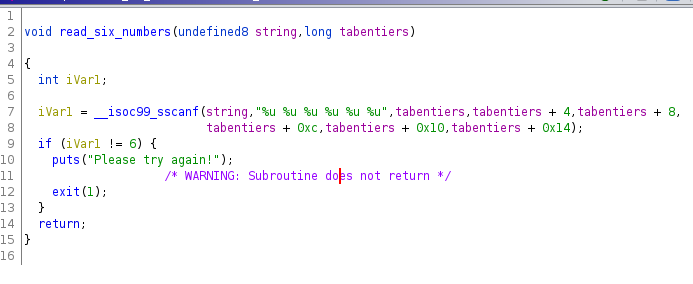 1
2 void read_six_numbers(undefined8 string,long tabentiers)
3
4 {
5 int iVar1;
6
7 iVar1 = __isoc99_sscanf(string,"%u %u %u %u %u %u",tabentiers,tabentiers + 4,tabentiers + 8,
8 tabentiers + 0xc,tabentiers + 0x10,tabentiers + 0x14);
9 if (iVar1 != 6) {
10 puts("Please try again!");
11 /* WARNING: Subroutine does not return */
12 exit(1);
13 }
14 return;
15 }
16